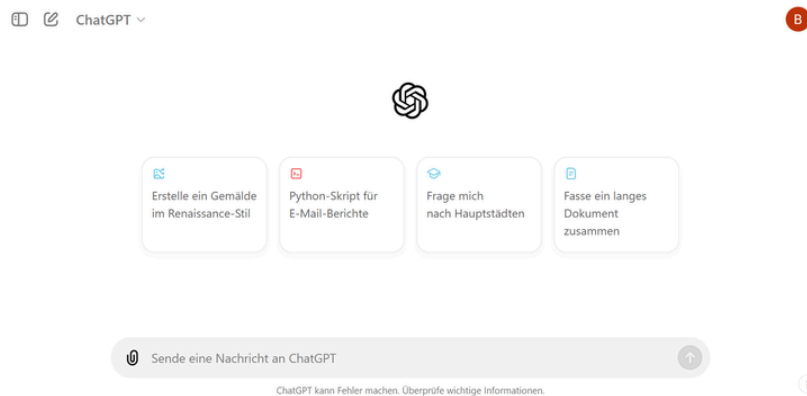 ChatGPT
B
Erstelle ein Gemälde
im Renaissance-Stil
Python-Skript für
E-Mail-Berichte
Frage mich
nach Hauptstädten
Fasse ein langes
Dokument
zusammen
Sende eine Nachricht an ChatGPT
ChatGPT kann Fehler machen. Überprüfe wichtige Informationen.